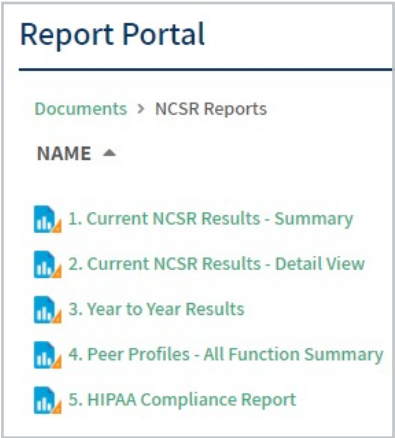 Report Portal
Documents > NCSR Reports
NAME
1. Current NCSR Results - Summary
2. Current NCSR Results - Detail View
3. Year to Year Results
4. Peer Profiles - All Function Summary
5. HIPAA Compliance Report